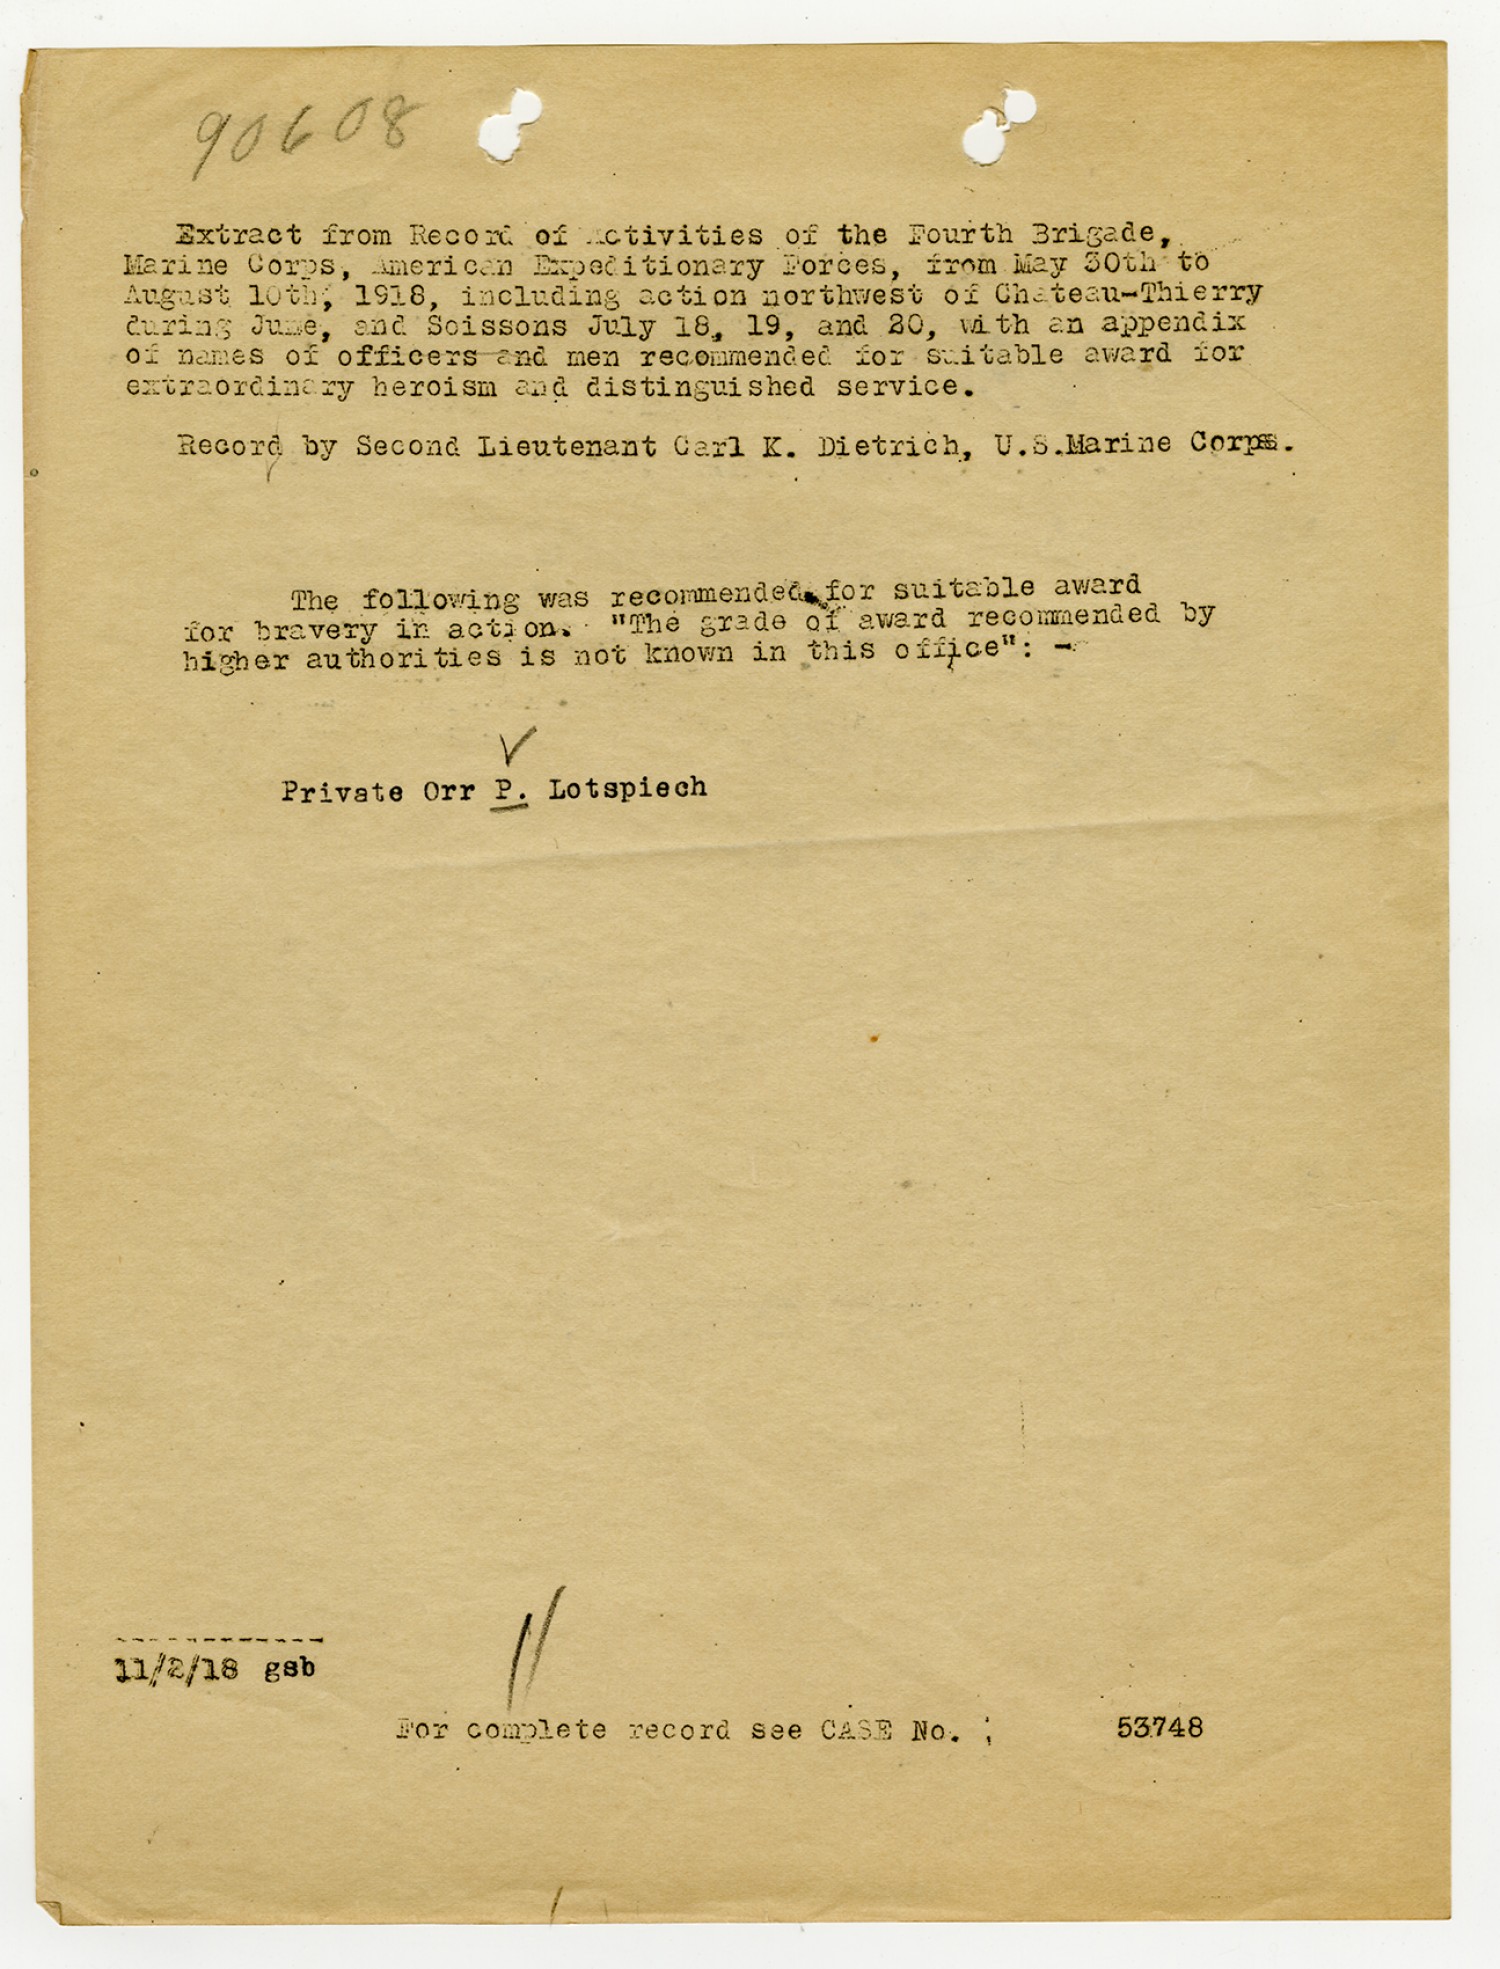 90608
Extract from Record of Activities of the Fourth Brigade,
Marine Corps, American Expeditionary Forces, from May 30th to
August 10th, 1918, including action northwest of Chateau-Thierry
during June, and Soissons July 18, 19, and 20, with an appendix
of names of officers and men recommended for suitable award for
extraordinary heroism and distinguished service.
Record by Second Lieutenant Carl K. Dietrich, U.S.Marine Corps.
The following was recommended for suitable award
for bravery in action. "The grade of award recommended by
higher authorities is not known in this office": -
Private Orr P. Lotspiech
11/2/18 gsb
For complete record see CASE No. : 53748